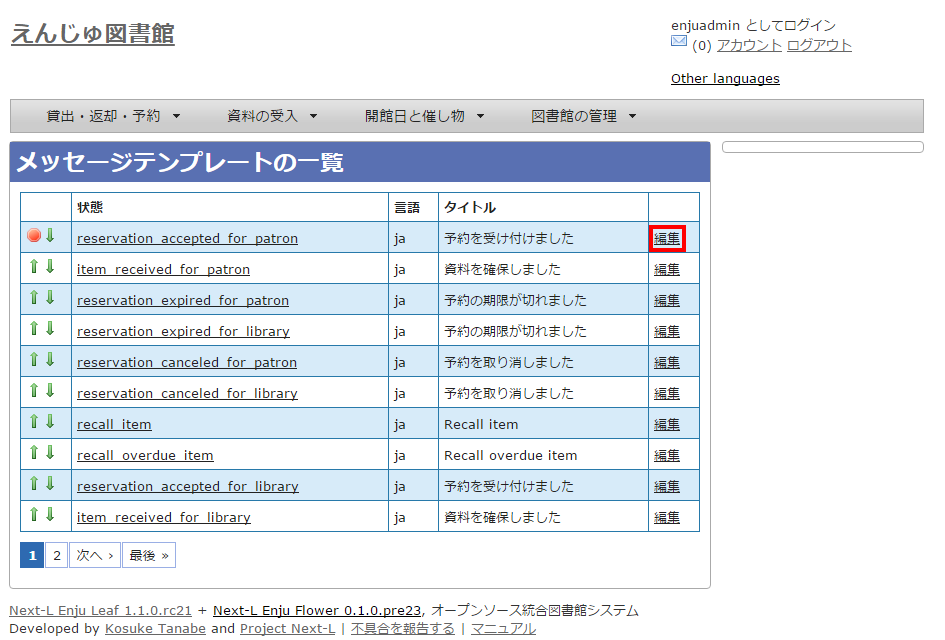 えんじゅ図書館
enjuadmin としてログイン
(0) アカウント ログアウト
Other languages
貸出・返却・予約 資料の受入 開館日と催し物 図書館の管理
メッセージテンプレートの一覧
状態 言語 タイトル
reservation_accepted_for_patron ja 予約を受け付けました 編集
item_received_for_patron ja 資料を確保しました 編集
reservation_expired_for_patron ja 予約の期限が切れました 編集
reservation_expired_for_library ja 予約の期限が切れました 編集
reservation_canceled_for_patron ja 予約を取り消しました 編集
reservation_canceled_for_library ja 予約を取り消しました 編集
recall_item ja Recall item 編集
recall_overdue_item ja Recall overdue item 編集
reservation_accepted_for_library ja 予約を受け付けました 編集
item_received_for_library ja 資料を確保しました 編集
1 2 次へ › 最後 »
Next-L Enju Leaf 1.1.0.rc21 + Next-L Enju Flower 0.1.0.pre23, オープンソース統合図書館システム
Developed by Kosuke Tanabe and Project Next-L | 不具合を報告する | マニュアル